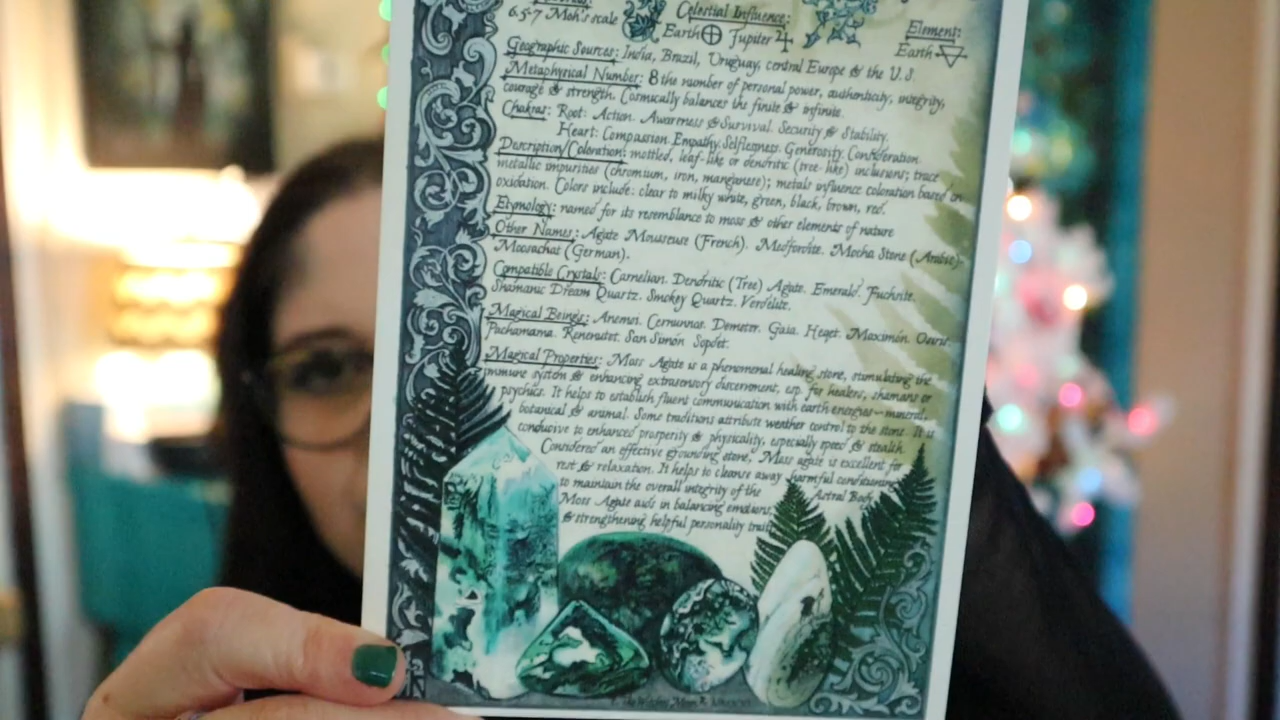 6.5-7 Moh's scale
Celestial Influence:
Earth ⊕ Jupiter ♃
Element:
Earth
Geographic Sources: India, Brazil, Uruguay, central Europe & the U.S.
Metaphysical Number: 8 the number of personal power, authenticity, integrity,
courage & strength. Cosmically balances the finite & infinite.
Chakras: Root: Action. Awareness & Survival. Security & Stability.
Heart: Compassion. Empathy. Selflessness. Generosity. Consideration.
Description/Coloration: mottled, leaf-like or dendritic (tree-like) inclusions; trace
metallic impurities (chromium, iron, manganese); metals influence coloration based on
oxidation. Colors include: clear to milky white, green, black, brown, red.
Etymology: named for its resemblance to moss & other elements of nature
Other Names: Agate Mousseuse (French). Medfordite. Mocha Stone (Arabic).
Moosachat (German).
Compatible Crystals: Carnelian. Dendritic (Tree) Agate. Emerald. Fuchsite.
Shamanic Dream Quartz. Smokey Quartz. Verdelite.
Magical Beings: Anemoi. Cernunnos. Demeter. Gaia. Heqet. Maximón. Osiris.
Pachamama. Renenutet. San Simón. Sopdet.
Magical Properties: Moss Agate is a phenomenal healing stone, stimulating the
immune system & enhancing extrasensory discernment, esp. for healers, shamans or
psychics. It helps to establish fluent communication with earth energies—mineral,
botanical & animal. Some traditions attribute weather control to the stone. It is
conducive to enhanced prosperity & physicality, especially speed & stealth.
Considered an effective grounding stone, Moss agate is excellent for
rest & relaxation. It helps to cleanse away harmful conditioning
to maintain the overall integrity of the Astral Body.
Moss Agate aids in balancing emotions,
& strengthening helpful personality traits.